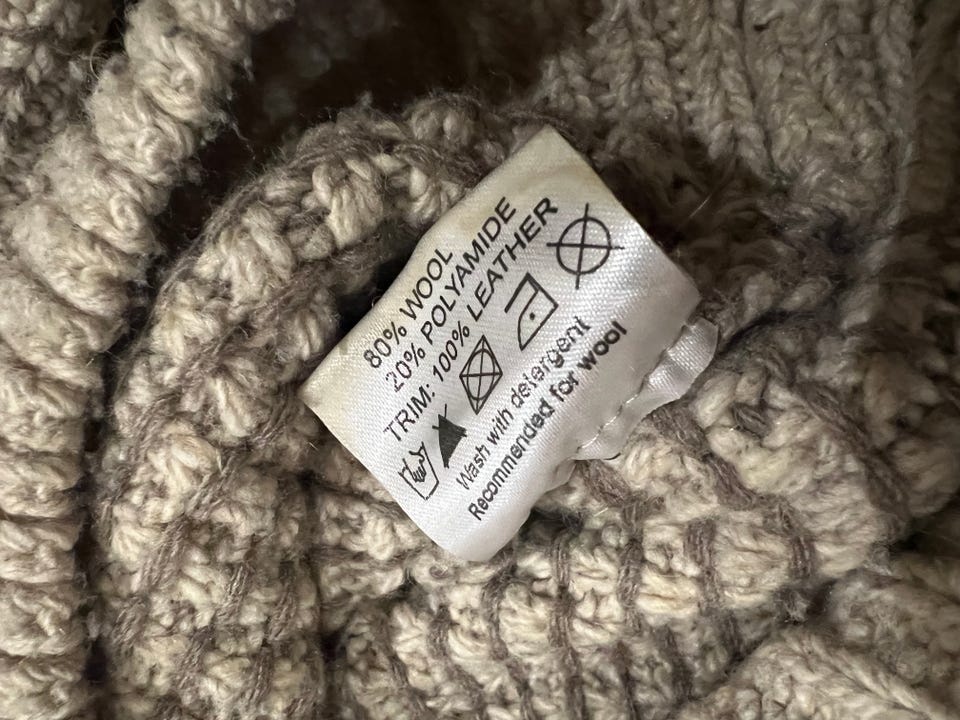 80% WOOL
20% POLYAMIDE
TRIM: 100% LEATHER
Wash with detergent
Recommended for wool